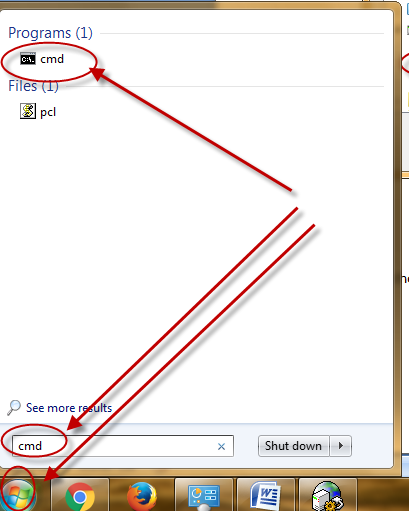 Programs (1)
C:\.
cmd
Files (1)
pcl
See more results
cmd
Shut down
W